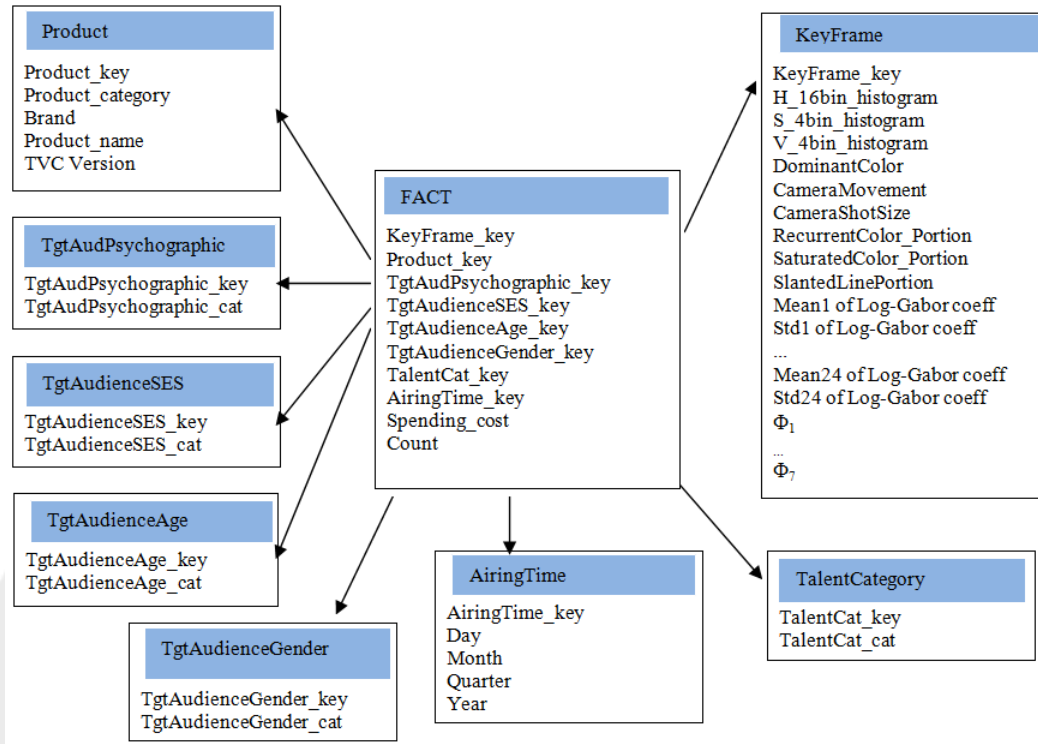 Product
Product_key
Product_category
Brand
Product_name
TVC Version
TgtAudPsychographic
TgtAudPsychographic_key
TgtAudPsychographic_cat
TgtAudienceSES
TgtAudienceSES_key
TgtAudienceSES_cat
TgtAudienceAge
TgtAudienceAge_key
TgtAudienceAge_cat
TgtAudienceGender
TgtAudienceGender_key
TgtAudienceGender_cat
FACT
KeyFrame_key
Product_key
TgtAudPsychographic_key
TgtAudienceSES_key
TgtAudienceAge_key
TgtAudienceGender_key
TalentCat_key
AiringTime_key
Spending_cost
Count
AiringTime
AiringTime_key
Day
Month
Quarter
Year
KeyFrame
KeyFrame_key
H_16bin_histogram
S_4bin_histogram
V_4bin_histogram
DominantColor
CameraMovement
CameraShotSize
RecurrentColor_Portion
SaturatedColor_Portion
SlantedLinePortion
Mean1 of Log-Gabor coeff
Std1 of Log-Gabor coeff
...
Mean24 of Log-Gabor coeff
Std24 of Log-Gabor coeff
Φ₁
...
Φ₇
TalentCategory
TalentCat_key
TalentCat_cat